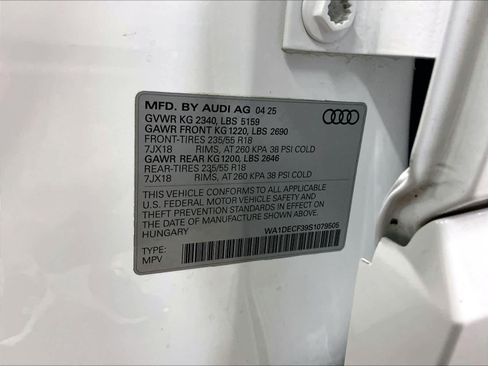 MFD. BY AUDI AG 04 25
GVWR KG 2340, LBS 5159
GAWR FRONT KG1220, LBS 2690
FRONT-TIRES 235/55 R18
7JX18 RIMS, AT 260 KPA 38 PSI COLD
GAWR REAR KG1200, LBS 2646
REAR-TIRES 235/55 R18
7JX18 RIMS, AT 260 KPA 38 PSI COLD
THIS VEHICLE CONFORMS TO ALL APPLICABLE
U.S. FEDERAL MOTOR VEHICLE SAFETY AND
THEFT PREVENTION STANDARDS IN EFFECT ON
THE DATE OF MANUFACTURE SHOWN ABOVE.
HUNGARY WA1DECF39S1079505
TYPE:
MPV